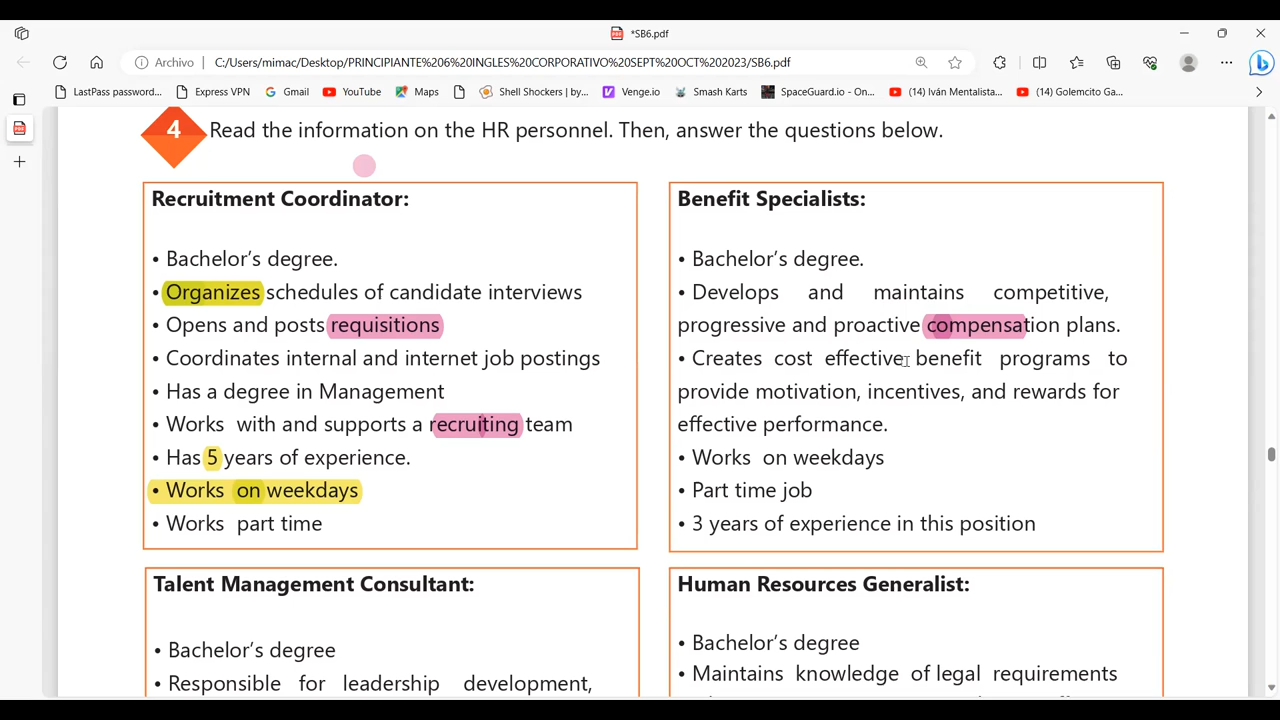 *SB6.pdf
Archivo
C:/Users/mimac/Desktop/PRINCIPIANTE%206%20INGLES%20CORPORATIVO%20SEPT%20OCT%202023/SB6.pdf
LastPass password... Express VPN Gmail YouTube Maps Shell Shockers | by... Venge.io Smash Karts SpaceGuard.io - On... (14) Iván Mentalista... (14) Golemcito Ga...
4 Read the information on the HR personnel. Then, answer the questions below.
Recruitment Coordinator:
• Bachelor's degree.
• Organizes schedules of candidate interviews
• Opens and posts requisitions
• Coordinates internal and internet job postings
• Has a degree in Management
• Works with and supports a recruiting team
• Has 5 years of experience.
• Works on weekdays
• Works part time
Benefit Specialists:
• Bachelor's degree.
• Develops and maintains competitive,
progressive and proactive compensation plans.
• Creates cost effective benefit programs to
provide motivation, incentives, and rewards for
effective performance.
• Works on weekdays
• Part time job
• 3 years of experience in this position
Talent Management Consultant:
• Bachelor's degree
• Responsible for leadership development,
Human Resources Generalist:
• Bachelor's degree
• Maintains knowledge of legal requirements